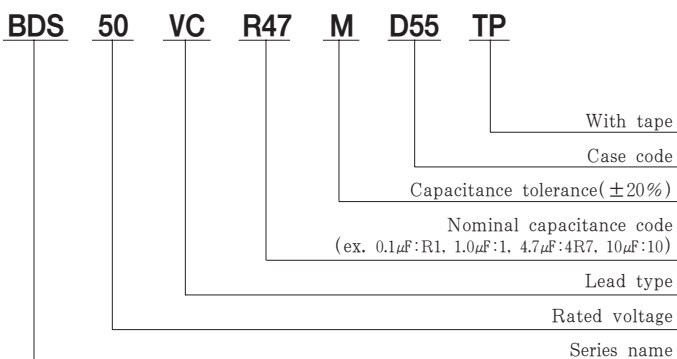 BDS 50 VC R47 M D55 TP
With tape
Case code
Capacitance tolerance(±20%)
Nominal capacitance code
(ex. 0.1µF:R1, 1.0µF:1, 4.7µF:4R7, 10µF:10)
Lead type
Rated voltage
Series name